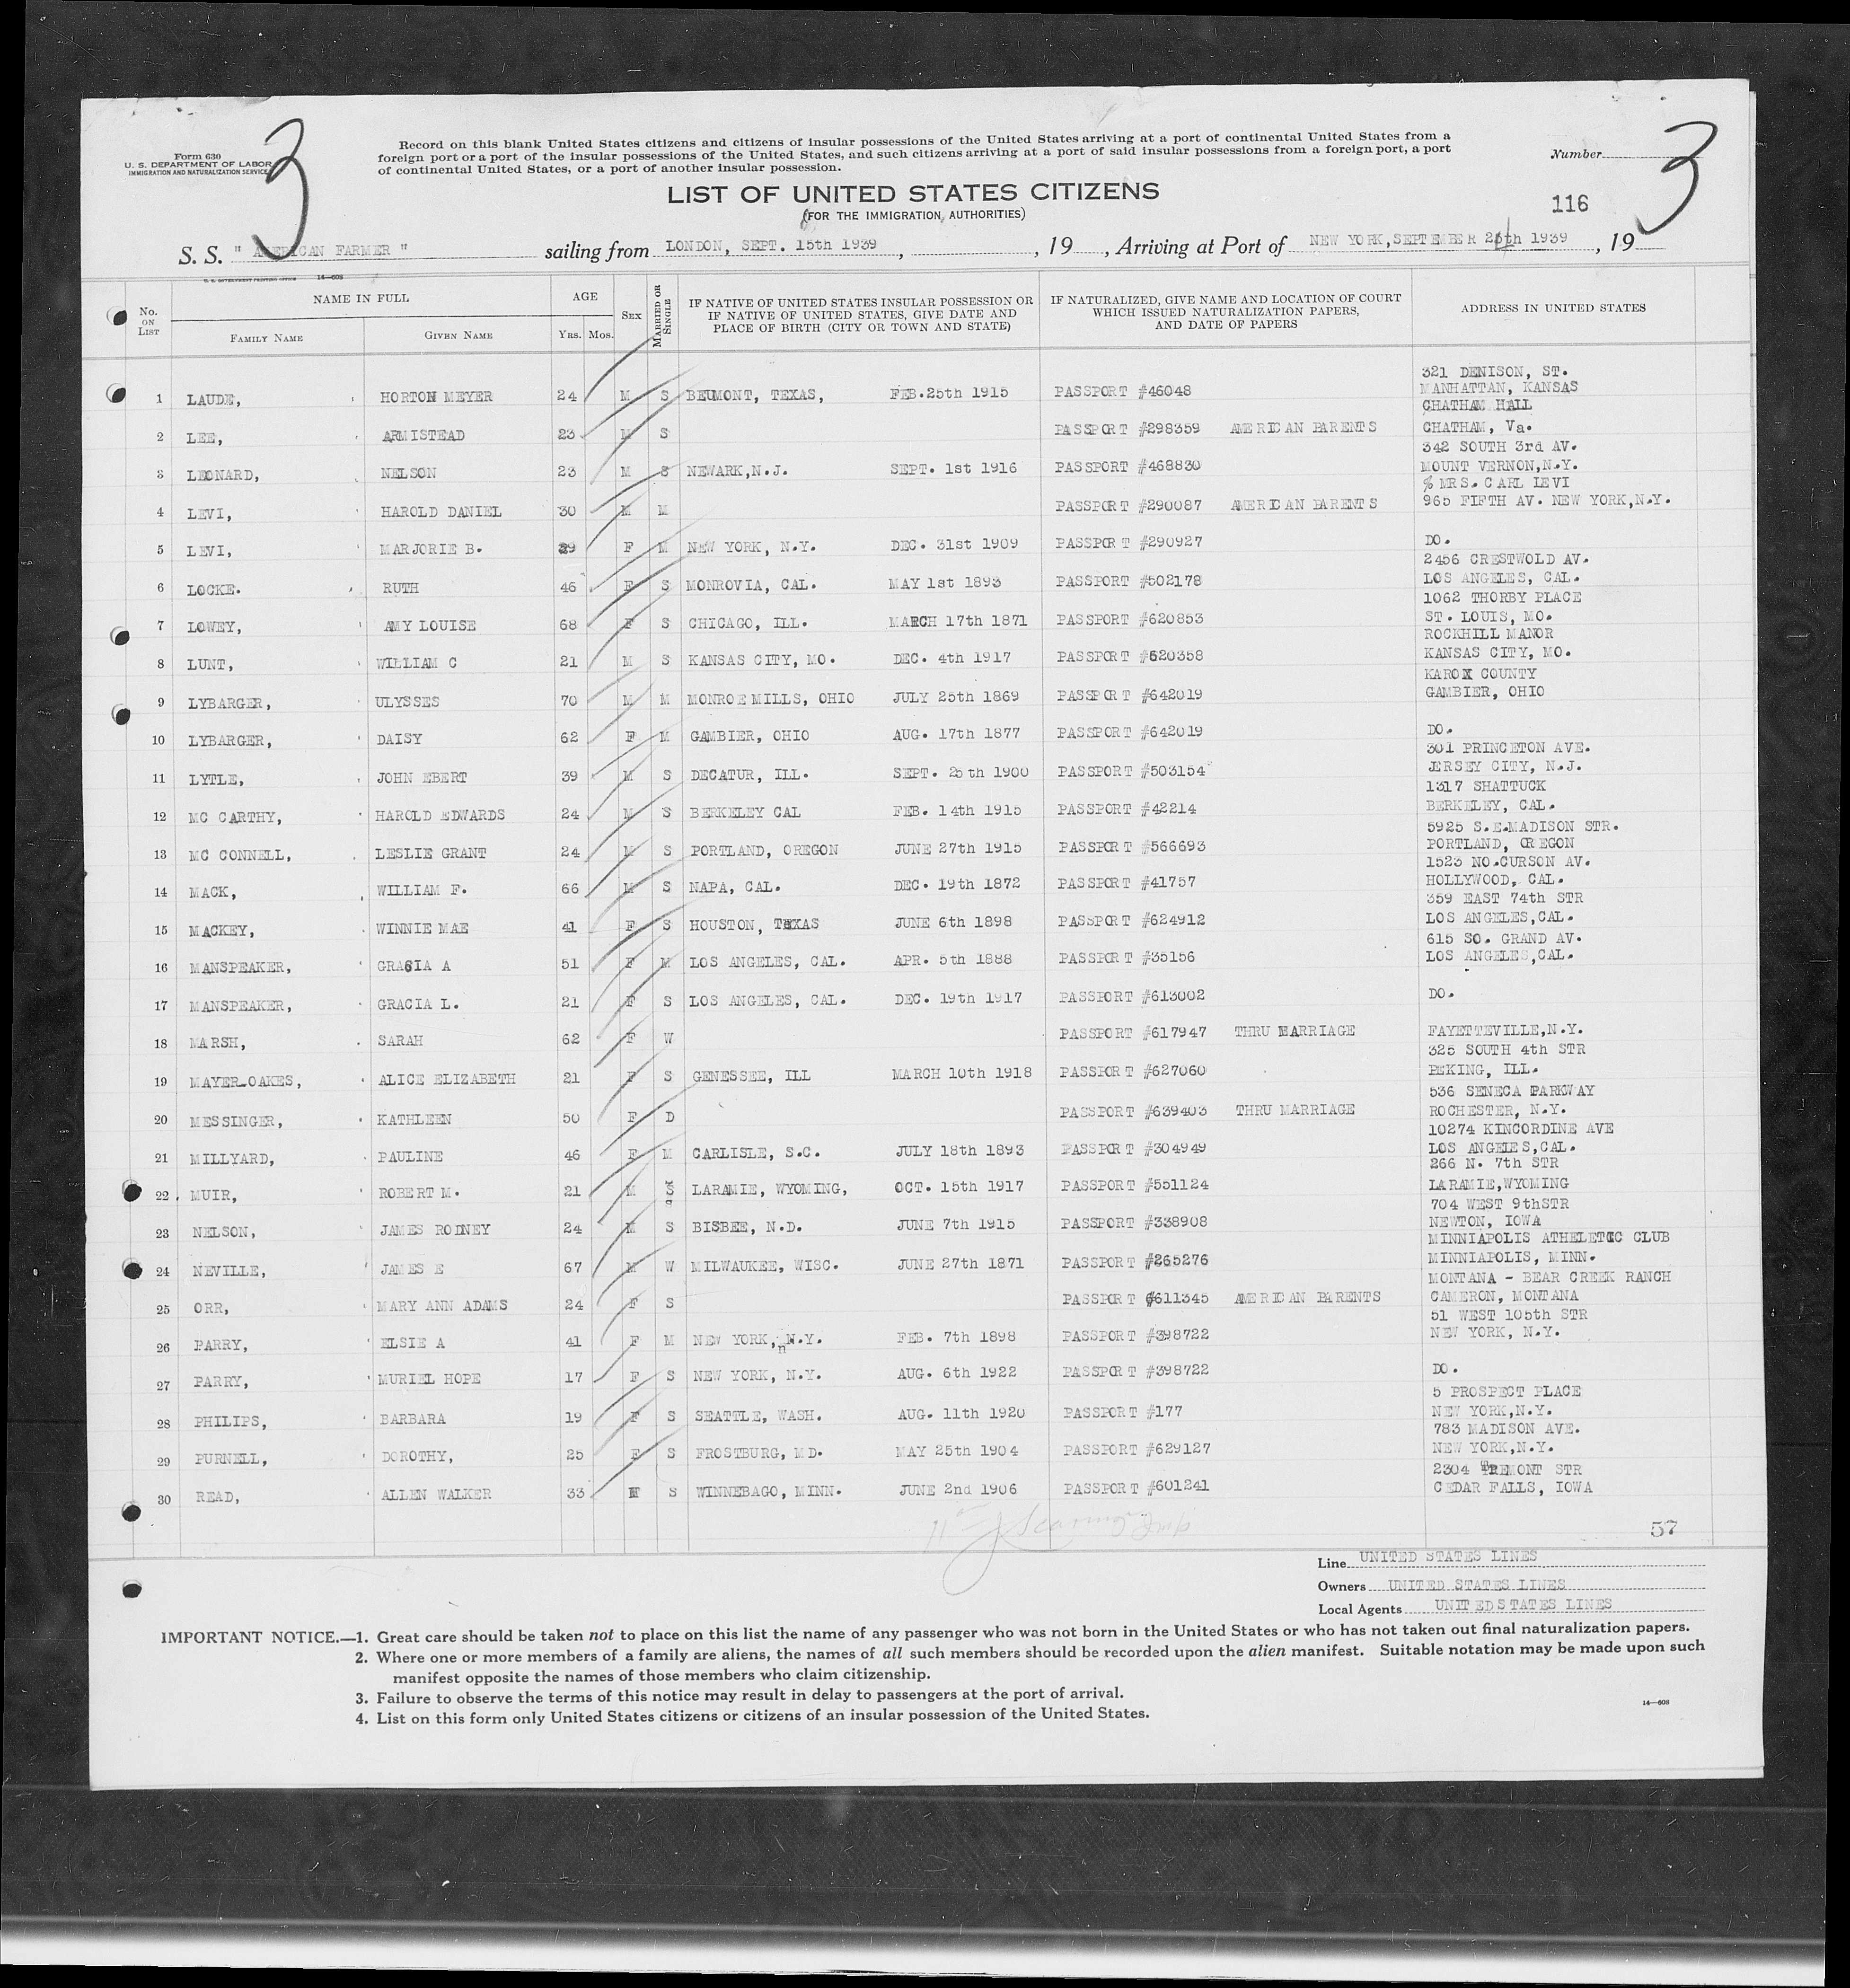 3
3
Form 630
U. S. DEPARTMENT OF LABOR
IMMIGRATION AND NATURALIZATION SERVICE
Record on this blank United States citizens and citizens of insular possessions of the United States arriving at a port of continental United States from a
foreign port or a port of the insular possessions of the United States, and such citizens arriving at a port of said insular possessions from a foreign port, a port
of continental United States, or a port of another insular possession.
Number
LIST OF UNITED STATES CITIZENS
(FOR THE IMMIGRATION AUTHORITIES)
116
S. S. " AMERICAN FARMER " sailing from LONDON, SEPT. 15th 1939 , , 19 , Arriving at Port of NEW YORK, SEPTEMBER th 1939 , 19
No. ON LIST NAME IN FULL AGE SEX MARRIED OR SINGLE IF NATIVE OF UNITED STATES INSULAR POSSESSION OR IF NATIVE OF UNITED STATES, GIVE DATE AND PLACE OF BIRTH (CITY OR TOWN AND STATE) IF NATURALIZED, GIVE NAME AND LOCATION OF COURT WHICH ISSUED NATURALIZATION PAPERS, AND DATE OF PAPERS ADDRESS IN UNITED STATES
FAMILY NAME GIVEN NAME YRS. MOS.
321 DENISON, ST.
1 LAUDE, HORTON MEYER 24 M S BEUMONT, TEXAS, FEB.25th 1915 PASSPORT #46048 MANHATTAN, KANSAS
CHATHAM HALL
2 LEE, ARMISTEAD 23 M S PASSPORT #298359 AMERICAN PARENTS CHATHAM, Va.
342 SOUTH 3rd AV.
3 LEONARD, NELSON 23 M S NEWARK,N.J. SEPT. 1st 1916 PASSPORT #468830 MOUNT VERNON,N.Y.
% MRS. CARL LEVI
4 LEVI, HAROLD DANIEL 30 M M PASSPORT #290087 AMERICAN PARENTS 965 FIFTH AV. NEW YORK,N.Y.
5 LEVI, MARJORIE B. 29 F M NEW YORK, N.Y. DEC. 31st 1909 PASSPORT #290927 DO.
2456 CRESTWOLD AV.
6 LOCKE. RUTH 46 F S MONROVIA, CAL. MAY 1st 1893 PASSPORT #502178 LOS ANGELES, CAL.
1062 THORBY PLACE
7 LOWEY, AMY LOUISE 68 F S CHICAGO, ILL. MARCH 17th 1871 PASSPORT #620853 ST. LOUIS, MO.
ROCKHILL MANOR
8 LUNT, WILLIAM C 21 M S KANSAS CITY, MO. DEC. 4th 1917 PASSPORT #620358 KANSAS CITY, MO.
KAROX COUNTY
9 LYBARGER, ULYSSES 70 M M MONROE MILLS, OHIO JULY 25th 1869 PASSPORT #642019 GAMBIER, OHIO
10 LYBARGER, DAISY 62 F M GAMBIER, OHIO AUG. 17th 1877 PASSPORT #642019 DO.
301 PRINCETON AVE.
11 LYTLE, JOHN EBERT 39 M S DECATUR, ILL. SEPT. 25th 1900 PASSPORT #503154 JERSEY CITY, N.J.
1317 SHATTUCK
12 MC CARTHY, HAROLD EDWARDS 24 M S BERKELEY CAL FEB. 14th 1915 PASSPORT #42214 BERKELEY, CAL.
5925 S.E.MADISON STR.
13 MC CONNELL, LESLIE GRANT 24 M S PORTLAND, OREGON JUNE 27th 1915 PASSPORT #566693 PORTLAND, OREGON
1523 NO.CURSON AV.
14 MACK, WILLIAM F. 66 M S NAPA, CAL. DEC. 19th 1872 PASSPORT #41757 HOLLYWOOD, CAL.
359 EAST 74th STR
15 MACKEY, WINNIE MAE 41 F S HOUSTON, TEXAS JUNE 6th 1898 PASSPORT #624912 LOS ANGELES,CAL.
615 SO. GRAND AV.
16 MANSPEAKER, GRACIA A 51 F M LOS ANGELES, CAL. APR. 5th 1888 PASSPORT #35156 LOS ANGELES,CAL.
17 MANSPEAKER, GRACIA L. 21 F S LOS ANGELES, CAL. DEC. 19th 1917 PASSPORT #613002 DO.
18 MARSH, SARAH 62 F W PASSPORT #617947 THRU MARRIAGE FAYETTEVILLE,N.Y.
325 SOUTH 4th STR
19 MAYER-OAKES, ALICE ELIZABETH 21 F S GENESSEE, ILL MARCH 10th 1918 PASSPORT #627060 PEKING, ILL.
536 SENECA PARKWAY
20 MESSINGER, KATHLEEN 50 F D PASSPORT #639403 THRU MARRIAGE ROCHESTER, N.Y.
10274 KINCORDINE AVE
21 MILLYARD, PAULINE 46 F M CARLISLE, S.C. JULY 18th 1893 PASSPORT #304949 LOS ANGELES,CAL.
266 N. 7th STR
22 MUIR, ROBERT M. 21 M S LARAMIE, WYOMING, OCT. 15th 1917 PASSPORT #551124 LARAMIE,WYOMING
704 WEST 9thSTR
23 NELSON, JAMES RODNEY 24 M S BISBEE, N.D. JUNE 7th 1915 PASSPORT #338908 NEWTON, IOWA
MINNIAPOLIS ATHELETIC CLUB
24 NEVILLE, JAMES E 67 M W MILWAUKEE, WISC. JUNE 27th 1871 PASSPORT #265276 MINNIAPOLIS, MINN.
MONTANA - BEAR CREEK RANCH
25 ORR, MARY ANN ADAMS 24 F S PASSPORT #611345 AMERICAN PARENTS CAMERON, MONTANA
51 WEST 105th STR
26 PARRY, ELSIE A 41 F M NEW YORK, N.Y. FEB. 7th 1898 PASSPORT #398722 NEW YORK, N.Y.
27 PARRY, MURIEL HOPE 17 F S NEW YORK, N.Y. AUG. 6th 1922 PASSPORT #398722 DO.
5 PROSPECT PLACE
28 PHILIPS, BARBARA 19 F S SEATTLE, WASH. AUG. 11th 1920 PASSPORT #177 NEW YORK,N.Y.
783 MADISON AVE.
29 PURNELL, DOROTHY, 25 F S FROSTBURG, MD. MAY 25th 1904 PASSPORT #629127 NEW YORK,N.Y.
2304 TREMONT STR
30 READ, ALLEN WALKER 33 M S WINNEBAGO, MINN. JUNE 2nd 1906 PASSPORT #601241 CEDAR FALLS, IOWA
57
Line UNITED STATES LINES
Owners UNITED STATES LINES
Local Agents UNITED STATES LINES
IMPORTANT NOTICE.—1. Great care should be taken not to place on this list the name of any passenger who was not born in the United States or who has not taken out final naturalization papers.
2. Where one or more members of a family are aliens, the names of all such members should be recorded upon the alien manifest. Suitable notation may be made upon such
manifest opposite the names of those members who claim citizenship.
3. Failure to observe the terms of this notice may result in delay to passengers at the port of arrival.
4. List on this form only United States citizens or citizens of an insular possession of the United States.
14—608